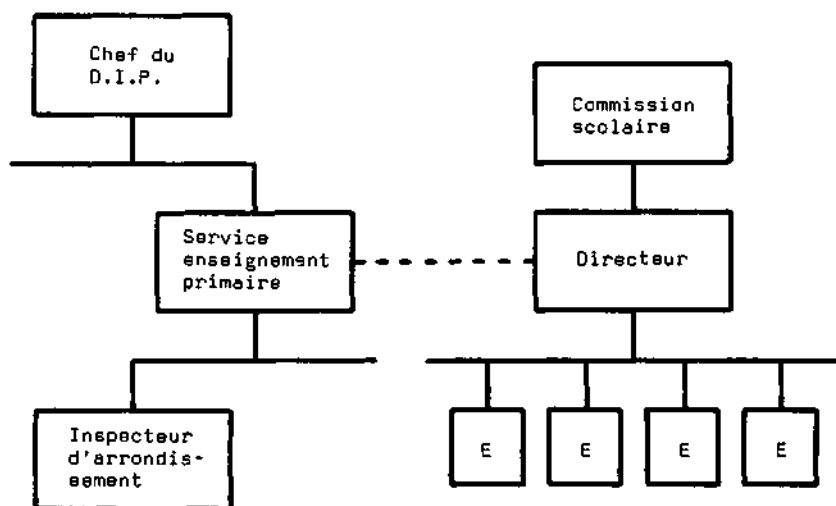 Chef du
D.I.P.
Commission
scolaire
Service
enseignement
primaire
Directeur
Inspecteur
d'arrondis-
sement
E
E
E
E